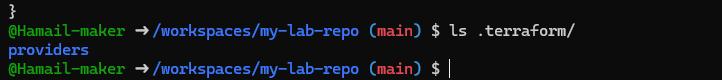 }
@Hamail-maker ➜ /workspaces/my-lab-repo (main) $ ls .terraform/
providers
@Hamail-maker ➜ /workspaces/my-lab-repo (main) $